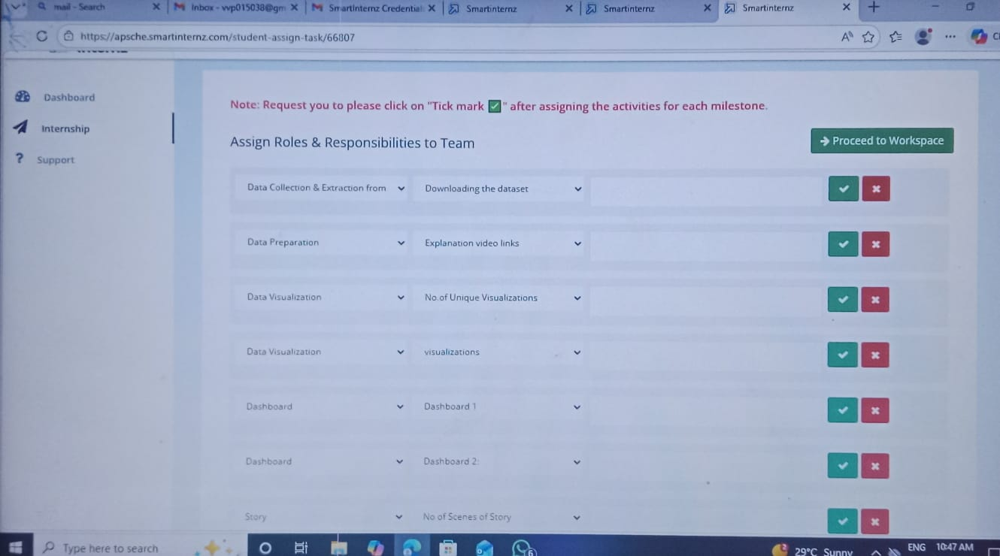 mail - Search
Inbox - vvp015038@gm
SmartInternz Credential
Smartinternz
Smartinternz
Smartinternz
https://apsche.smartinternz.com/student-assign-task/66807
Dashboard
Internship
Support
Note: Request you to please click on "Tick mark ✅" after assigning the activities for each milestone.
Assign Roles & Responsibilities to Team
Proceed to Workspace
Data Collection & Extraction from Downloading the dataset
Data Preparation Explanation video links
Data Visualization No.of Unique Visualizations
Data Visualization visualizations
Dashboard Dashboard 1
Dashboard Dashboard 2:
Story No of Scenes of Story
Type here to search
6
2
29°C Sunny
ENG 10:47 AM